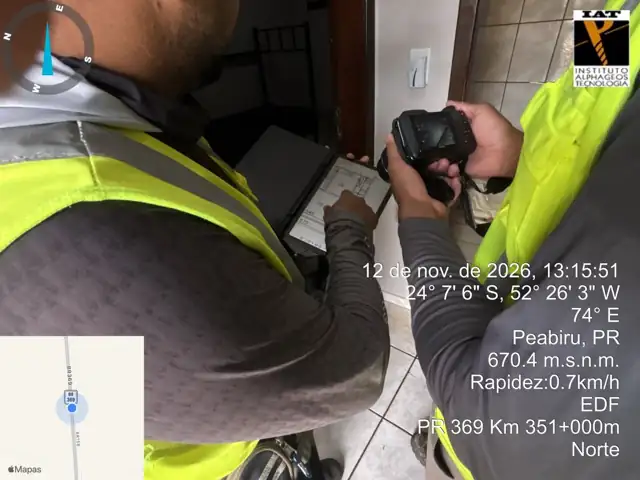 N
E
S
W
IAT
INSTITUTO
ALPHAGEOS
TECNOLOGIA
12 de nov. de 2026, 13:15:51
24° 7' 6" S, 52° 26' 3" W
74° E
Peabiru, PR
670.4 m.s.n.m.
Rapidez:0.7km/h
EDF
PR 369 Km 351+000m
Norte
Mapas